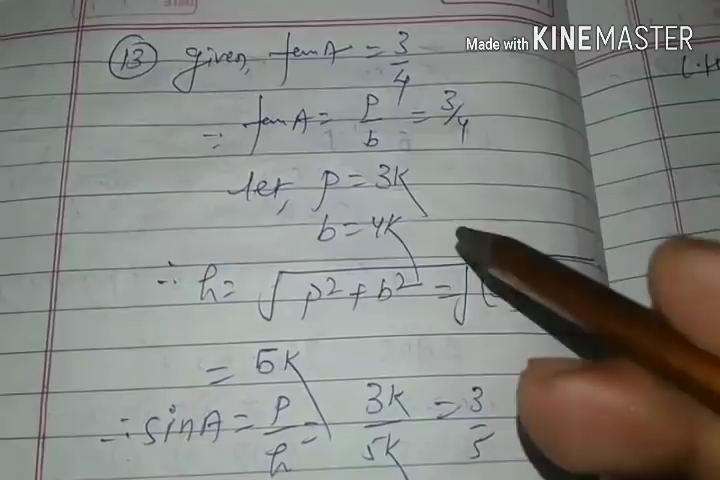 Made with KINEMASTER
(13) given, tan A = 3/4
∵ tan A = P/b = 3/4
let, p = 3k
b = 4k
∴ h = √p² + b² = √(
= 5k
∴ sin A = P/h = 3k/5k = 3/5